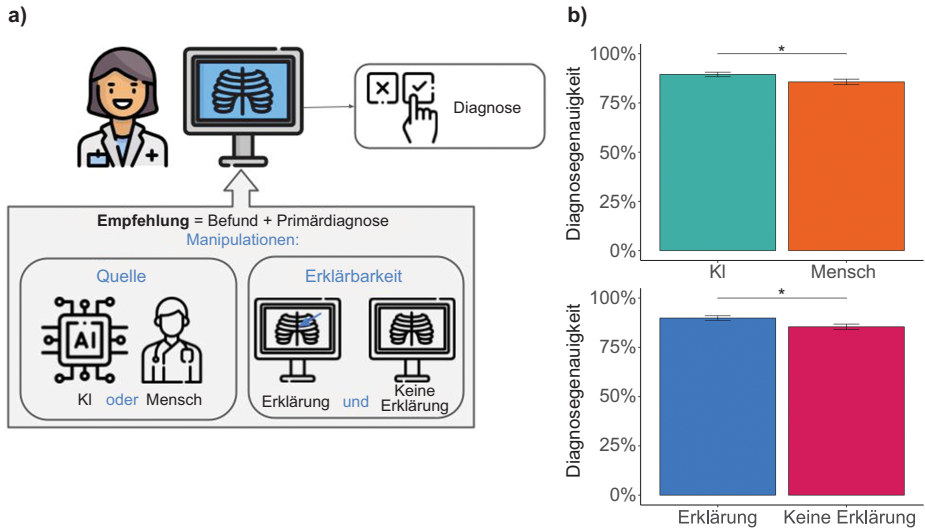 a)
Diagnose
Empfehlung = Befund + Primärdiagnose
Manipulationen:
Quelle
AI
KI oder Mensch
Erklärbarkeit
Erklärung und Keine
Erklärung
b)
Diagnosegenauigkeit
100%
75%
50%
25%
0%
*
KI
Mensch
Diagnosegenauigkeit
100%
75%
50%
25%
0%
*
Erklärung
Keine Erklärung